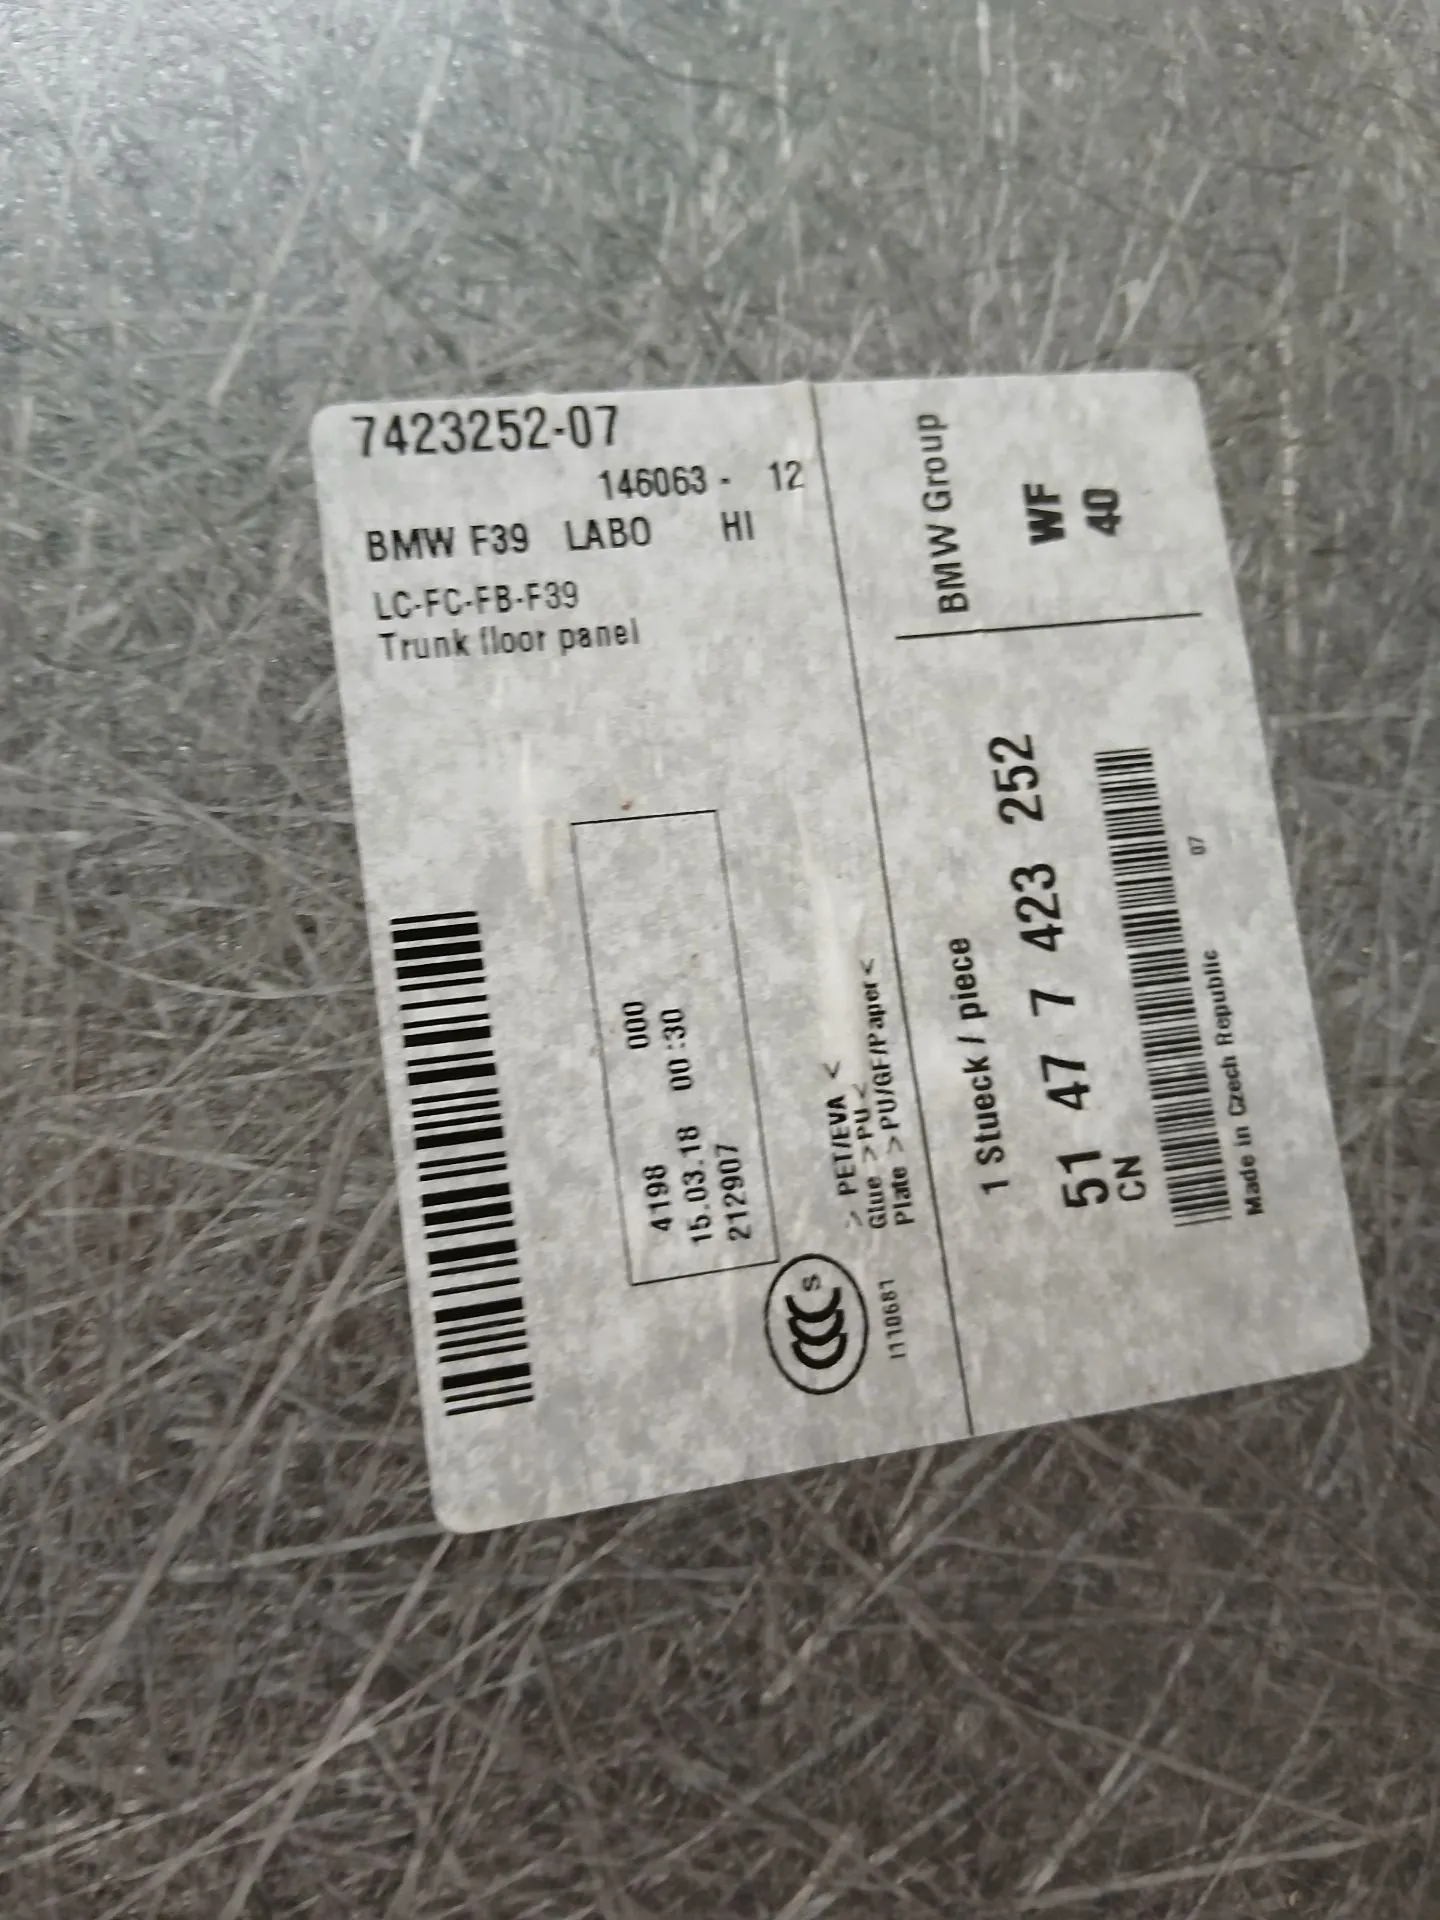 7423252-07
146063 - 12
BMW F39 LABO HI
LC-FC-FB-F39
Trunk floor panel
4198 000
15.03.18 00:30
212907
> PET/EVA <
Glue >PU<
Plate >PU/GF/Paper<
CCC S
I110681
BMW Group
WF
40
1 Stueck / piece
51 47 7 423 252
CN
07
Made in Czech Republic